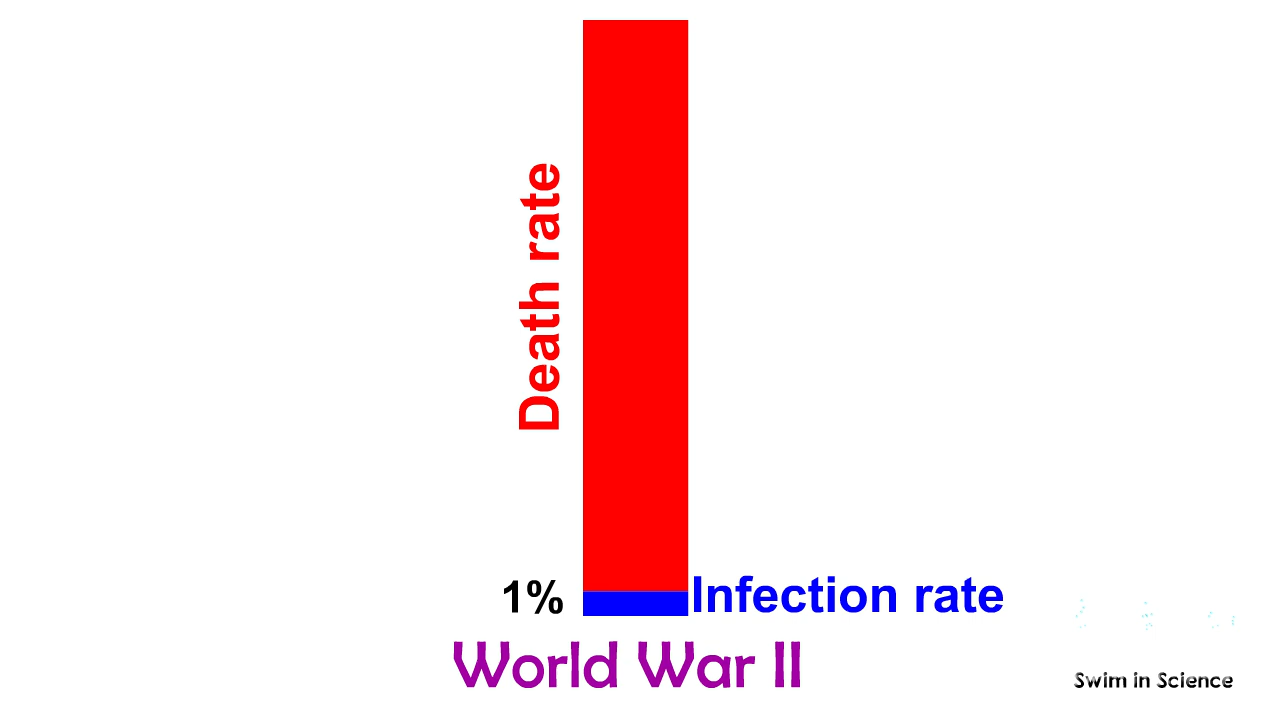 Death rate
1%
Infection rate
World War II
Swim in Science